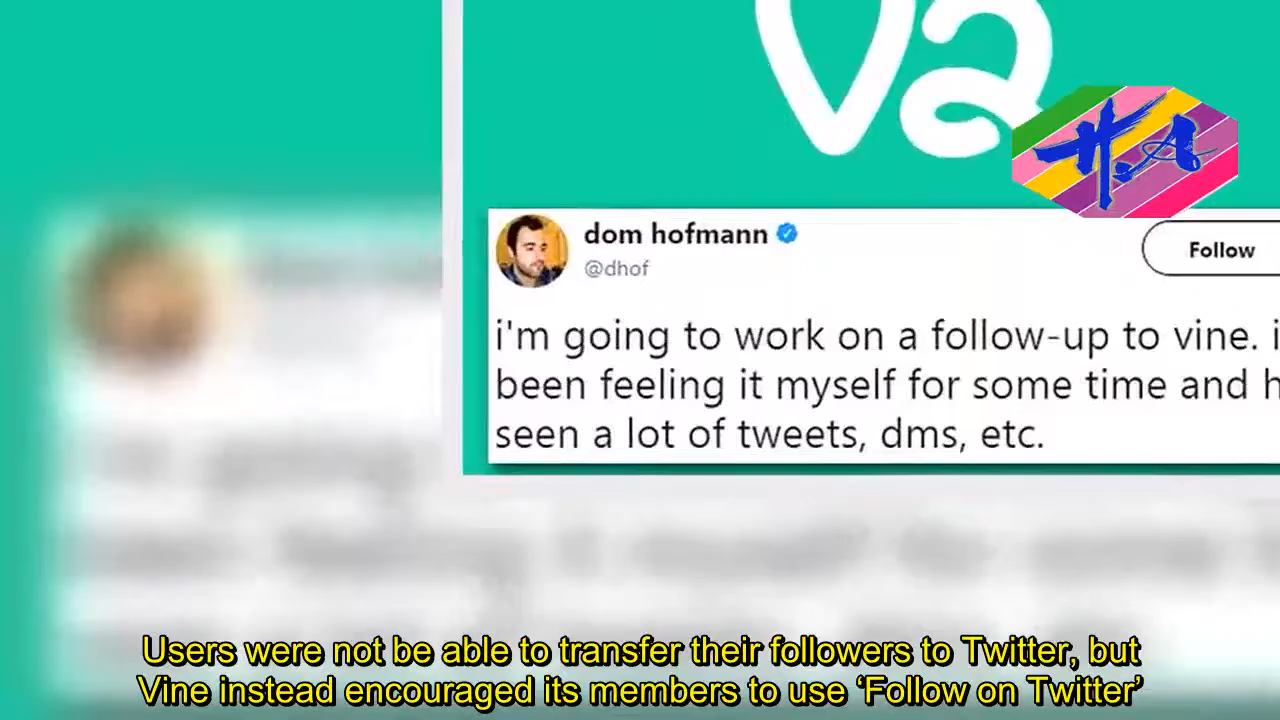 V2
H.A
dom hofmann
@dhof
Follow
i'm going to work on a follow-up to vine. i
been feeling it myself for some time and h
seen a lot of tweets, dms, etc.
Users were not be able to transfer their followers to Twitter, but
Vine instead encouraged its members to use ‘Follow on Twitter’